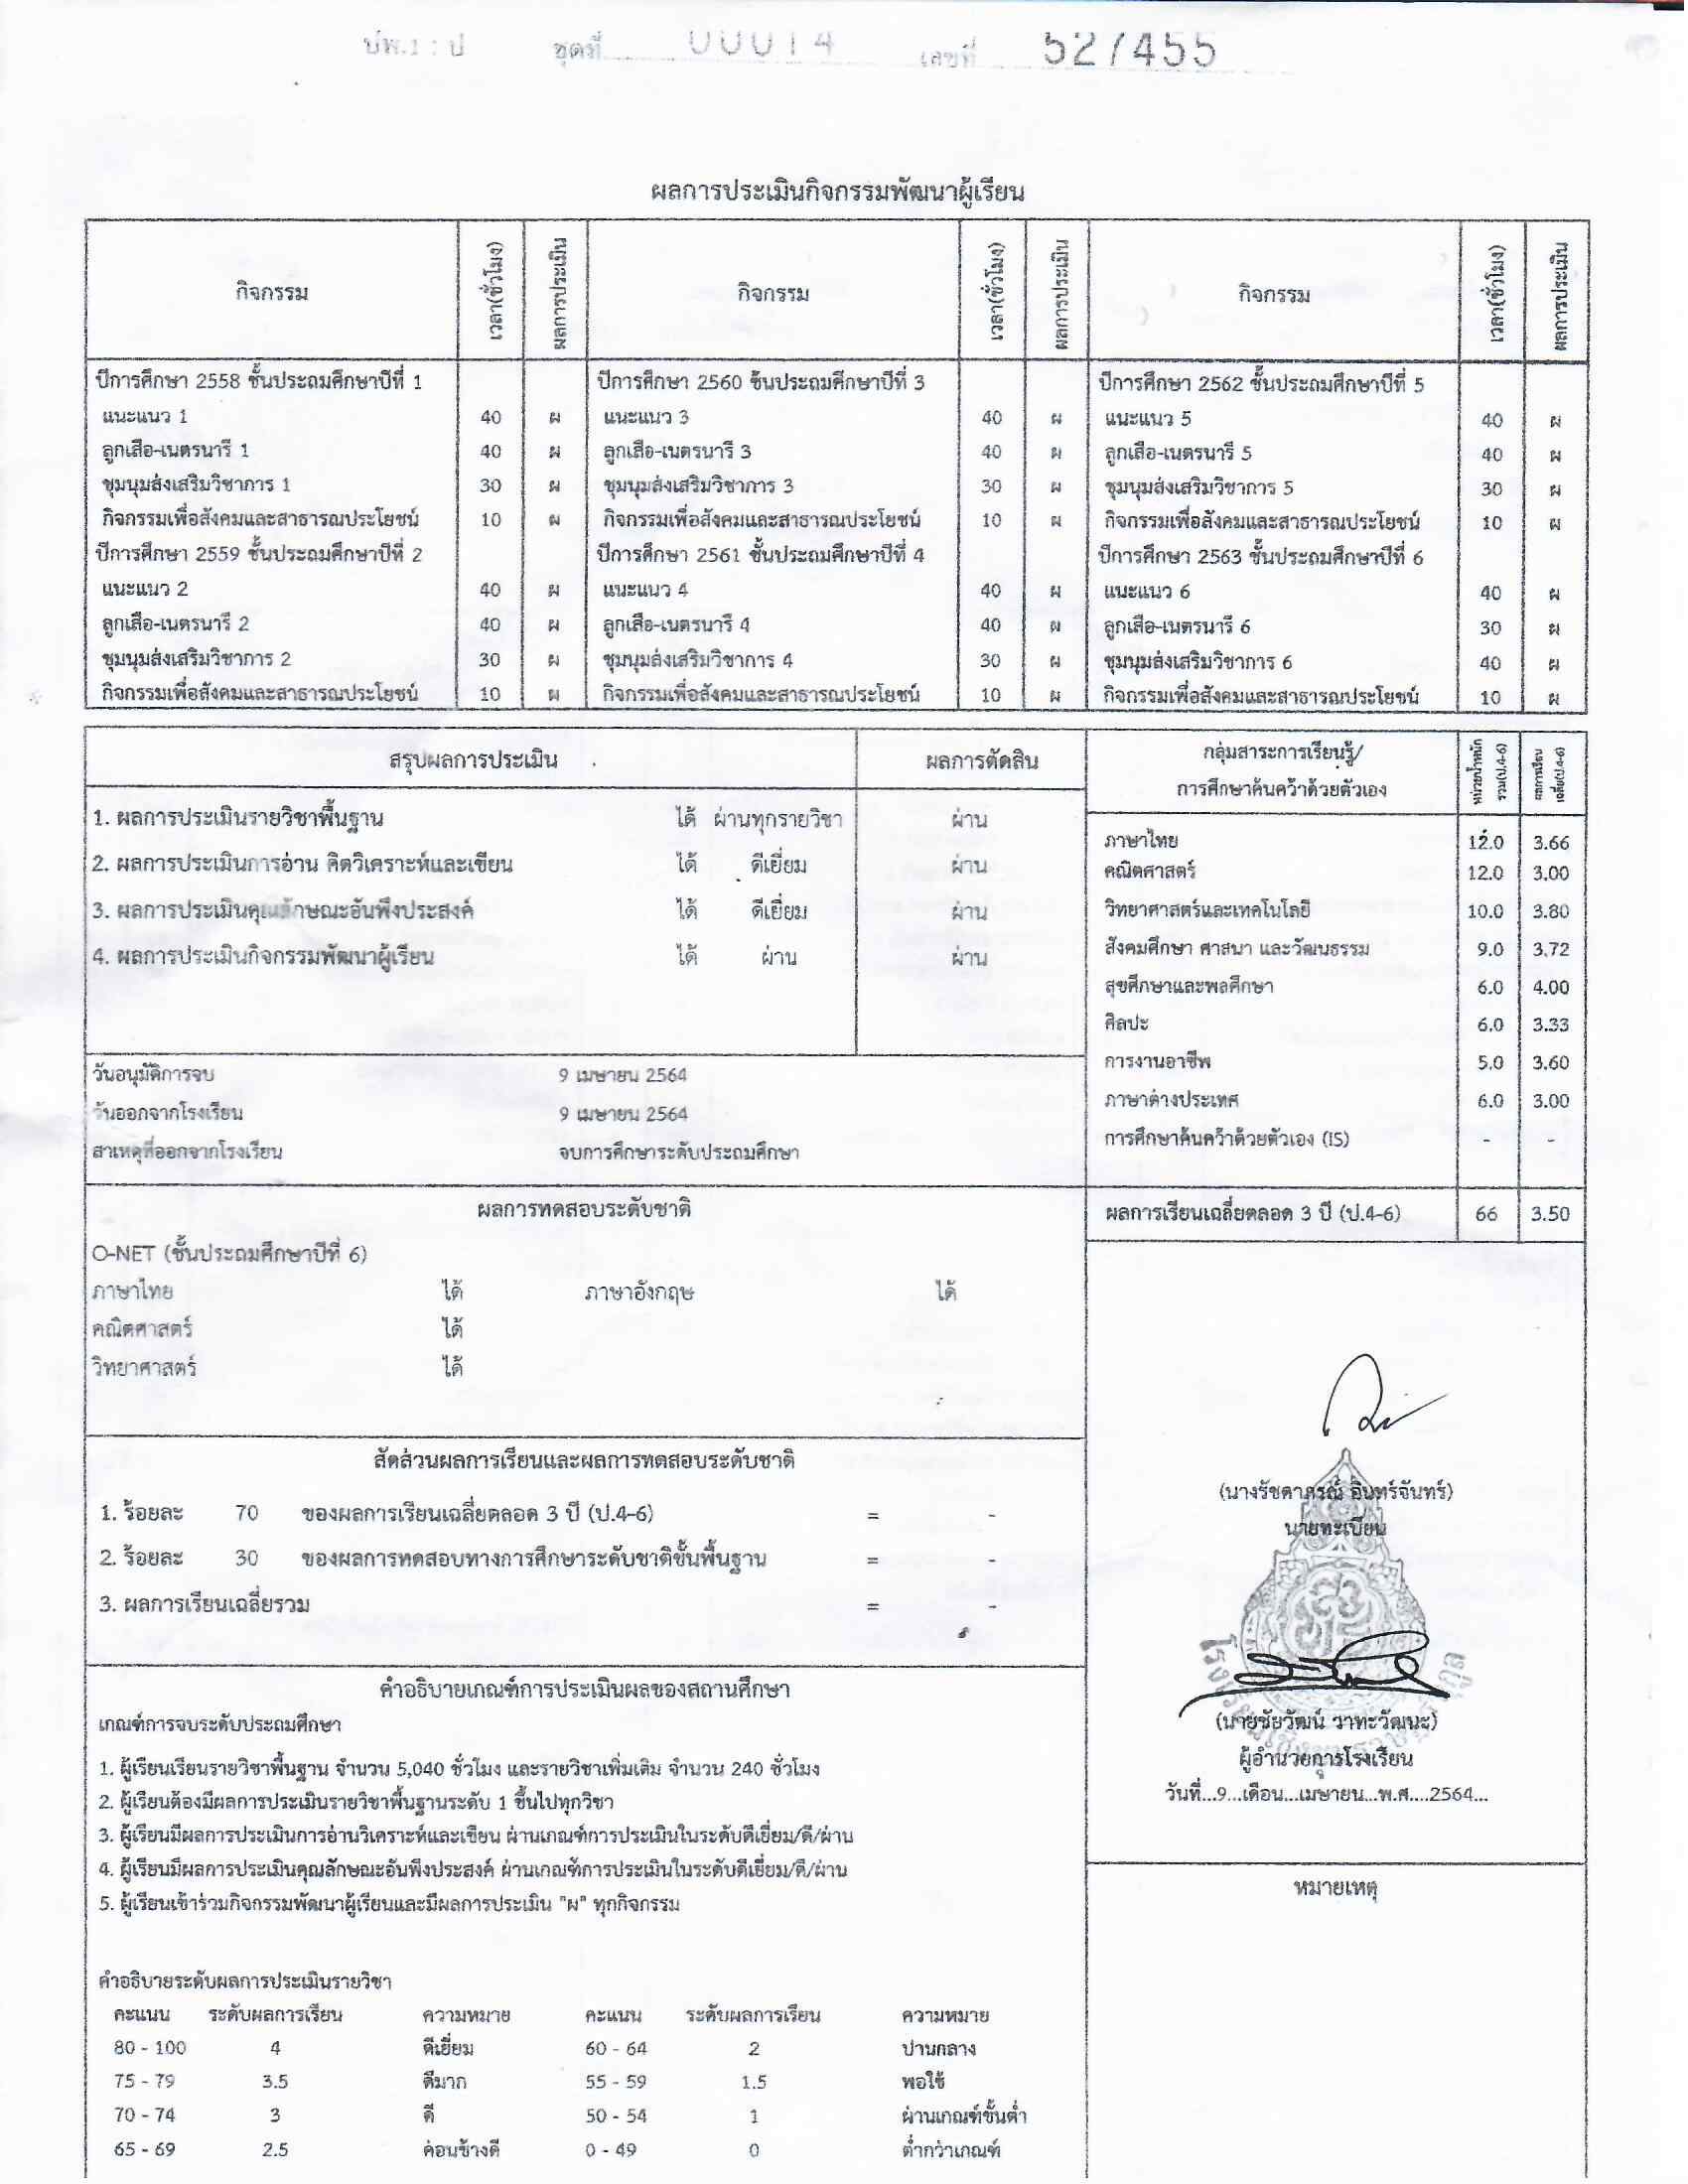 ปพ.1 : ป ชุดที่ 00014 เลขที่ 527455
ผลการประเมินกิจกรรมพัฒนาผู้เรียน
กิจกรรม เวลา(ชั่วโมง) ผลการประเมิน กิจกรรม เวลา(ชั่วโมง) ผลการประเมิน กิจกรรม เวลา(ชั่วโมง) ผลการประเมิน
ปีการศึกษา 2558 ชั้นประถมศึกษาปีที่ 1 ปีการศึกษา 2560 ชั้นประถมศึกษาปีที่ 3 ปีการศึกษา 2562 ชั้นประถมศึกษาปีที่ 5
แนะแนว 1 40 ผ แนะแนว 3 40 ผ แนะแนว 5 40 ผ
ลูกเสือ-เนตรนารี 1 40 ผ ลูกเสือ-เนตรนารี 3 40 ผ ลูกเสือ-เนตรนารี 5 40 ผ
ชุมนุมส่งเสริมวิชาการ 1 30 ผ ชุมนุมส่งเสริมวิชาการ 3 30 ผ ชุมนุมส่งเสริมวิชาการ 5 30 ผ
กิจกรรมเพื่อสังคมและสาธารณประโยชน์ 10 ผ กิจกรรมเพื่อสังคมและสาธารณประโยชน์ 10 ผ กิจกรรมเพื่อสังคมและสาธารณประโยชน์ 10 ผ
ปีการศึกษา 2559 ชั้นประถมศึกษาปีที่ 2 ปีการศึกษา 2561 ชั้นประถมศึกษาปีที่ 4 ปีการศึกษา 2563 ชั้นประถมศึกษาปีที่ 6
แนะแนว 2 40 ผ แนะแนว 4 40 ผ แนะแนว 6 40 ผ
ลูกเสือ-เนตรนารี 2 40 ผ ลูกเสือ-เนตรนารี 4 40 ผ ลูกเสือ-เนตรนารี 6 30 ผ
ชุมนุมส่งเสริมวิชาการ 2 30 ผ ชุมนุมส่งเสริมวิชาการ 4 30 ผ ชุมนุมส่งเสริมวิชาการ 6 40 ผ
กิจกรรมเพื่อสังคมและสาธารณประโยชน์ 10 ผ กิจกรรมเพื่อสังคมและสาธารณประโยชน์ 10 ผ กิจกรรมเพื่อสังคมและสาธารณประโยชน์ 10 ผ
สรุปผลการประเมิน ผลการตัดสิน
1. ผลการประเมินรายวิชาพื้นฐาน ได้ ผ่านทุกรายวิชา ผ่าน
2. ผลการประเมินการอ่าน คิดวิเคราะห์และเขียน ได้ ดีเยี่ยม ผ่าน
3. ผลการประเมินคุณลักษณะอันพึงประสงค์ ได้ ดีเยี่ยม ผ่าน
4. ผลการประเมินกิจกรรมพัฒนาผู้เรียน ได้ ผ่าน ผ่าน
วันอนุมัติการจบ 9 เมษายน 2564
วันออกจากโรงเรียน 9 เมษายน 2564
สาเหตุที่ออกจากโรงเรียน จบการศึกษาระดับประถมศึกษา
กลุ่มสาระการเรียนรู้/
การศึกษาค้นคว้าด้วยตัวเอง
หน่วยน้ำหนัก
รวม(ป.4-6)
ผลการเรียน
เฉลี่ย(ป.4-6)
ภาษาไทย 12.0 3.66
คณิตศาสตร์ 12.0 3.00
วิทยาศาสตร์และเทคโนโลยี 10.0 3.80
สังคมศึกษา ศาสนา และวัฒนธรรม 9.0 3.72
สุขศึกษาและพลศึกษา 6.0 4.00
ศิลปะ 6.0 3.33
การงานอาชีพ 5.0 3.60
ภาษาต่างประเทศ 6.0 3.00
การศึกษาค้นคว้าด้วยตัวเอง (IS) - -
ผลการเรียนเฉลี่ยตลอด 3 ปี (ป.4-6) 66 3.50
ผลการทดสอบระดับชาติ
O-NET (ชั้นประถมศึกษาปีที่ 6)
ภาษาไทย ได้ ภาษาอังกฤษ ได้
คณิตศาสตร์ ได้
วิทยาศาสตร์ ได้
สัดส่วนผลการเรียนและผลการทดสอบระดับชาติ
1. ร้อยละ 70 ของผลการเรียนเฉลี่ยตลอด 3 ปี (ป.4-6) = -
2. ร้อยละ 30 ของผลการทดสอบทางการศึกษาระดับชาติขั้นพื้นฐาน = -
3. ผลการเรียนเฉลี่ยรวม = -
(นางรัชดาภรณ์ อินทร์จันทร์)
นายทะเบียน
(นายชัยวัฒน์ วาทะวัฒนะ)
ผู้อำนวยการโรงเรียน
วันที่...9...เดือน...เมษายน...พ.ศ....2564...
คำอธิบายเกณฑ์การประเมินผลของสถานศึกษา
เกณฑ์การจบระดับประถมศึกษา
1. ผู้เรียนเรียนรายวิชาพื้นฐาน จำนวน 5,040 ชั่วโมง และรายวิชาเพิ่มเติม จำนวน 240 ชั่วโมง
2. ผู้เรียนต้องมีผลการประเมินรายวิชาพื้นฐานระดับ 1 ขึ้นไปทุกวิชา
3. ผู้เรียนมีผลการประเมินการอ่านวิเคราะห์และเขียน ผ่านเกณฑ์การประเมินในระดับดีเยี่ยม/ดี/ผ่าน
4. ผู้เรียนมีผลการประเมินคุณลักษณะอันพึงประสงค์ ผ่านเกณฑ์การประเมินในระดับดีเยี่ยม/ดี/ผ่าน
5. ผู้เรียนเข้าร่วมกิจกรรมพัฒนาผู้เรียนและมีผลการประเมิน "ผ" ทุกกิจกรรม
หมายเหตุ
คำอธิบายระดับผลการประเมินรายวิชา
คะแนน ระดับผลการเรียน ความหมาย คะแนน ระดับผลการเรียน ความหมาย
80 - 100 4 ดีเยี่ยม 60 - 64 2 ปานกลาง
75 - 79 3.5 ดีมาก 55 - 59 1.5 พอใช้
70 - 74 3 ดี 50 - 54 1 ผ่านเกณฑ์ขั้นต่ำ
65 - 69 2.5 ค่อนข้างดี 0 - 49 0 ต่ำกว่าเกณฑ์